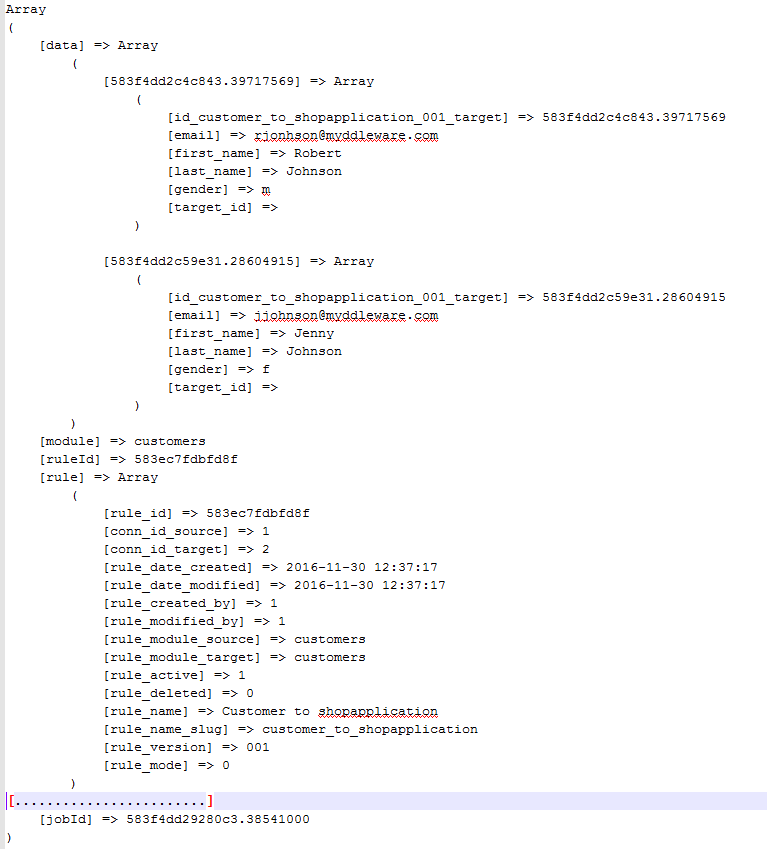 Array
(
    [data] => Array
        (
            [583f4dd2c4c843.39717569] => Array
                (
                    [id_customer_to_shopapplication_001_target] => 583f4dd2c4c843.39717569
                    [email] => rjonhson@myddleware.com
                    [first_name] => Robert
                    [last_name] => Johnson
                    [gender] => m
                    [target_id] =>
                )

            [583f4dd2c59e31.28604915] => Array
                (
                    [id_customer_to_shopapplication_001_target] => 583f4dd2c59e31.28604915
                    [email] => jjohnson@myddleware.com
                    [first_name] => Jenny
                    [last_name] => Johnson
                    [gender] => f
                    [target_id] =>
                )
        )
    [module] => customers
    [ruleId] => 583ec7fdbfd8f
    [rule] => Array
        (
            [rule_id] => 583ec7fdbfd8f
            [conn_id_source] => 1
            [conn_id_target] => 2
            [rule_date_created] => 2016-11-30 12:37:17
            [rule_date_modified] => 2016-11-30 12:37:17
            [rule_created_by] => 1
            [rule_modified_by] => 1
            [rule_module_source] => customers
            [rule_module_target] => customers
            [rule_active] => 1
            [rule_deleted] => 0
            [rule_name] => Customer to shopapplication
            [rule_name_slug] => customer_to_shopapplication
            [rule_version] => 001
            [rule_mode] => 0
        )
[........................]
    [jobId] => 583f4dd29280c3.38541000
)